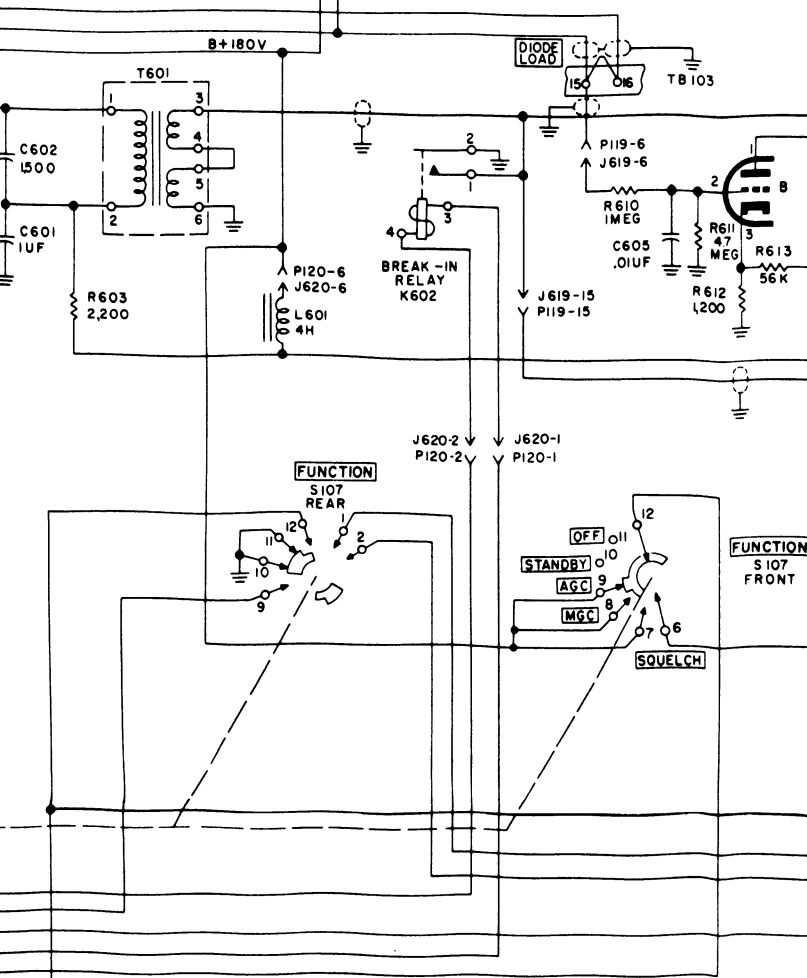 B+180V
DIODE
LOAD
15
16
TB103
T601
1
3
4
5
2
6
C602
1,500
C601
1UF
R603
2,200
P120-6
J620-6
L601
4H
2
1
3
4
BREAK-IN
RELAY
K602
P119-6
J619-6
R610
1MEG
C605
.01UF
R611
4.7
MEG
R612
1,200
R613
56K
1
2
3
B
J619-15
P119-15
J620-2
P120-2
J620-1
P120-1
FUNCTION
S107
REAR
12
1
11
2
10
9
12
OFF
11
STANDBY
10
AGC
9
MGC
8
7
6
SQUELCH
FUNCTION
S107
FRONT